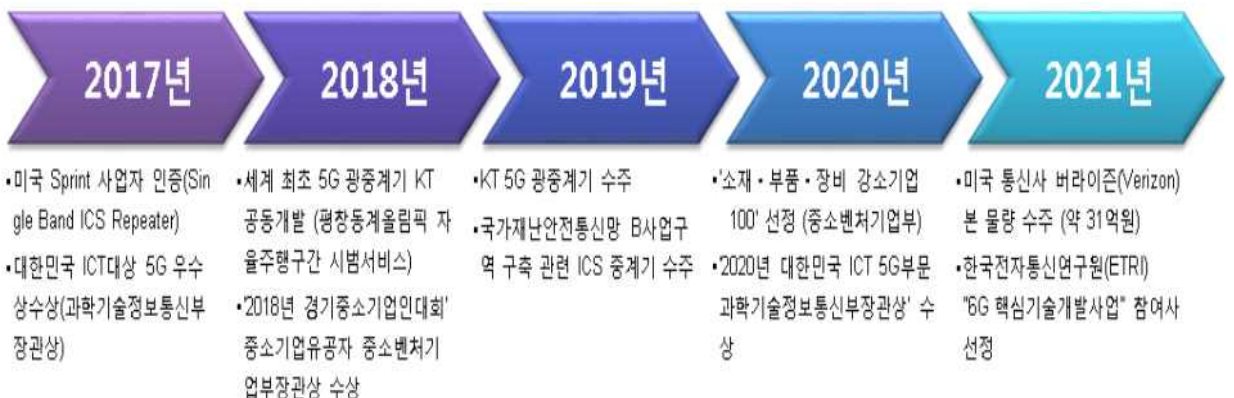 2017년
2018년
2019년
2020년
2021년
▪미국 Sprint 사업자 인증(Sin
gle Band ICS Repeater)
▪대한민국 ICT대상 5G 우수
상수상(과학기술정보통신부
장관상)
▪세계 최초 5G 광중계기 KT
공동개발 (평창동계올림픽 자
율주행구간 시범서비스)
▪'2018년 경기중소기업인대회'
중소기업유공자 중소벤처기
업부장관상 수상
▪KT 5G 광중계기 수주
▪국가재난안전통신망 B사업구
역 구축 관련 ICS 중계기 수주
▪'소재・부품・장비 강소기업
100' 선정 (중소벤처기업부)
▪'2020년 대한민국 ICT 5G부문
과학기술정보통신부장관상' 수
상
▪미국 통신사 버라이즌(Verizon)
본 물량 수주 (약 31억원)
▪한국전자통신연구원(ETRI)
"6G 핵심기술개발사업" 참여사
선정